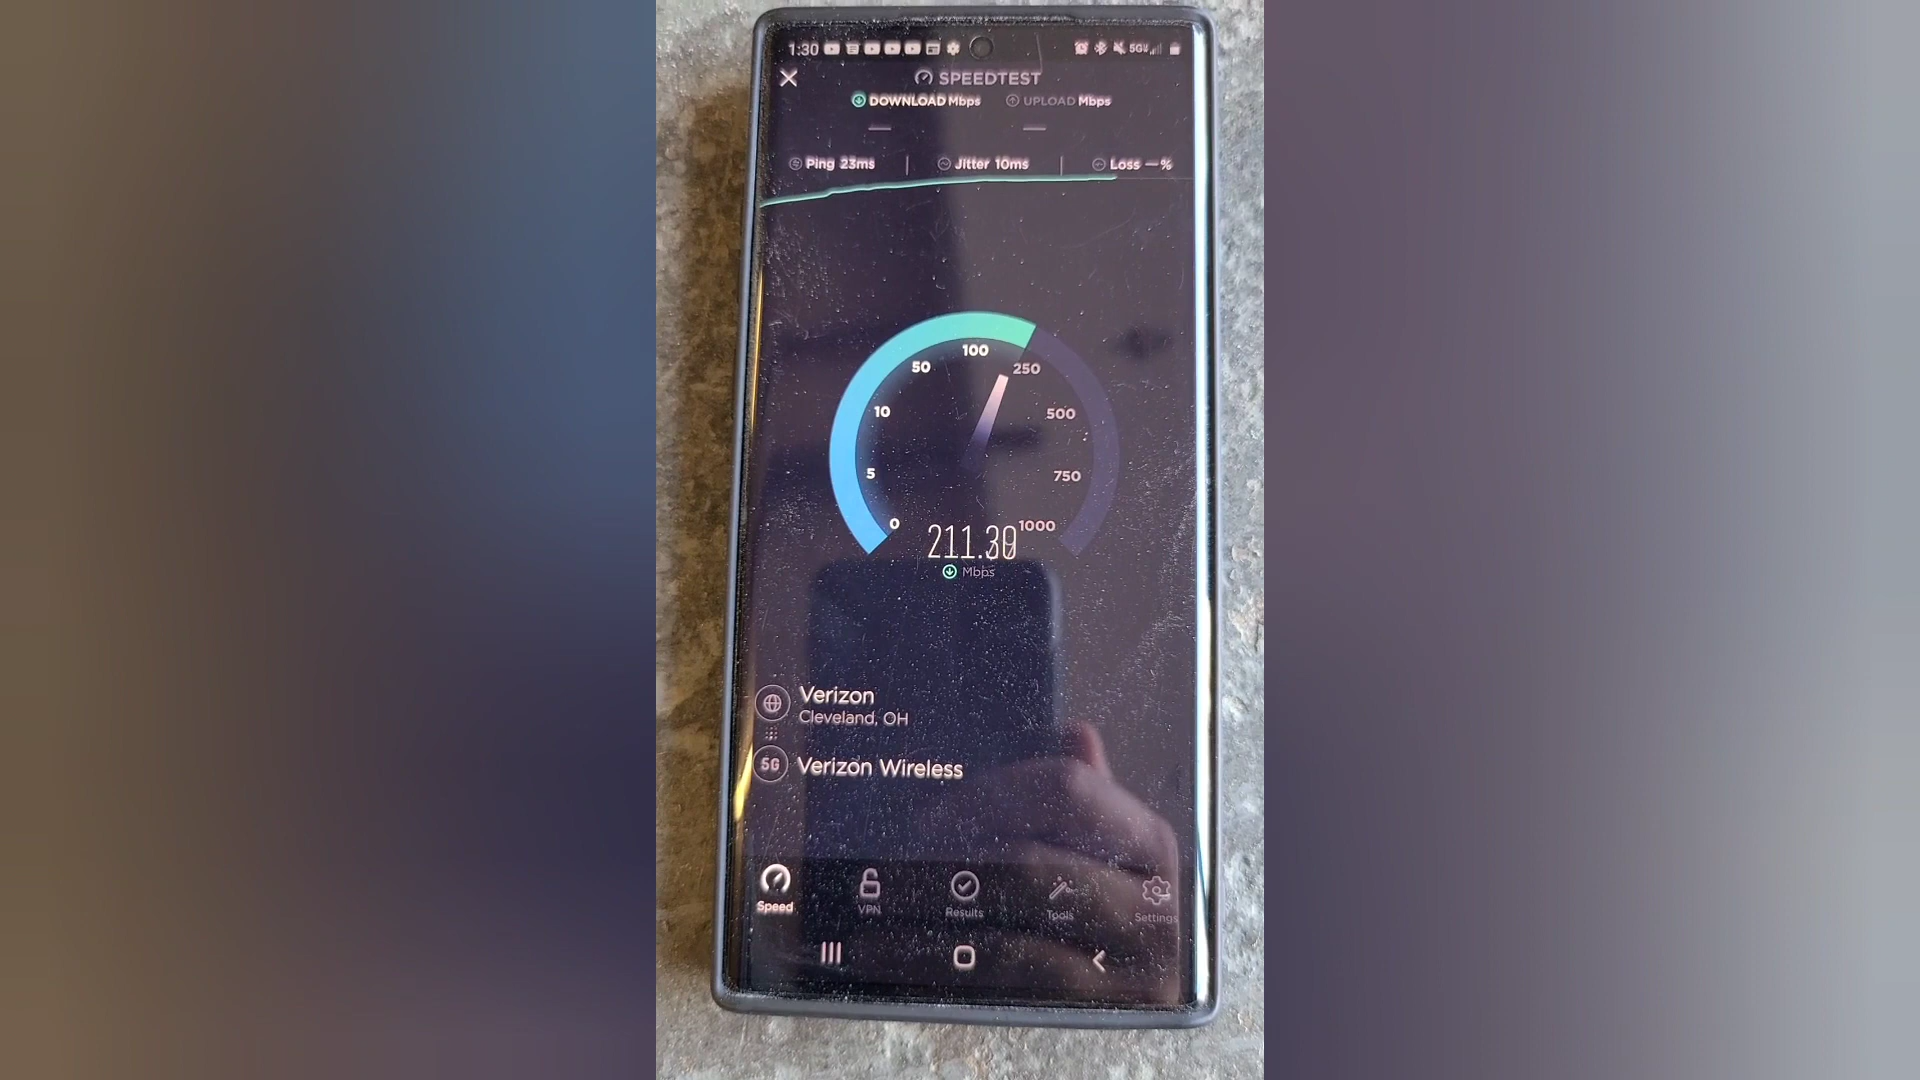 1:30 5GW
SPEEDTEST
DOWNLOAD Mbps UPLOAD Mbps
— —
Ping 23ms | Jitter 10ms | Loss —%
0
5
10
50
100
250
500
750
1000
211.30
Mbps
Verizon
Cleveland, OH
5G Verizon Wireless
Speed VPN Results Tools Settings